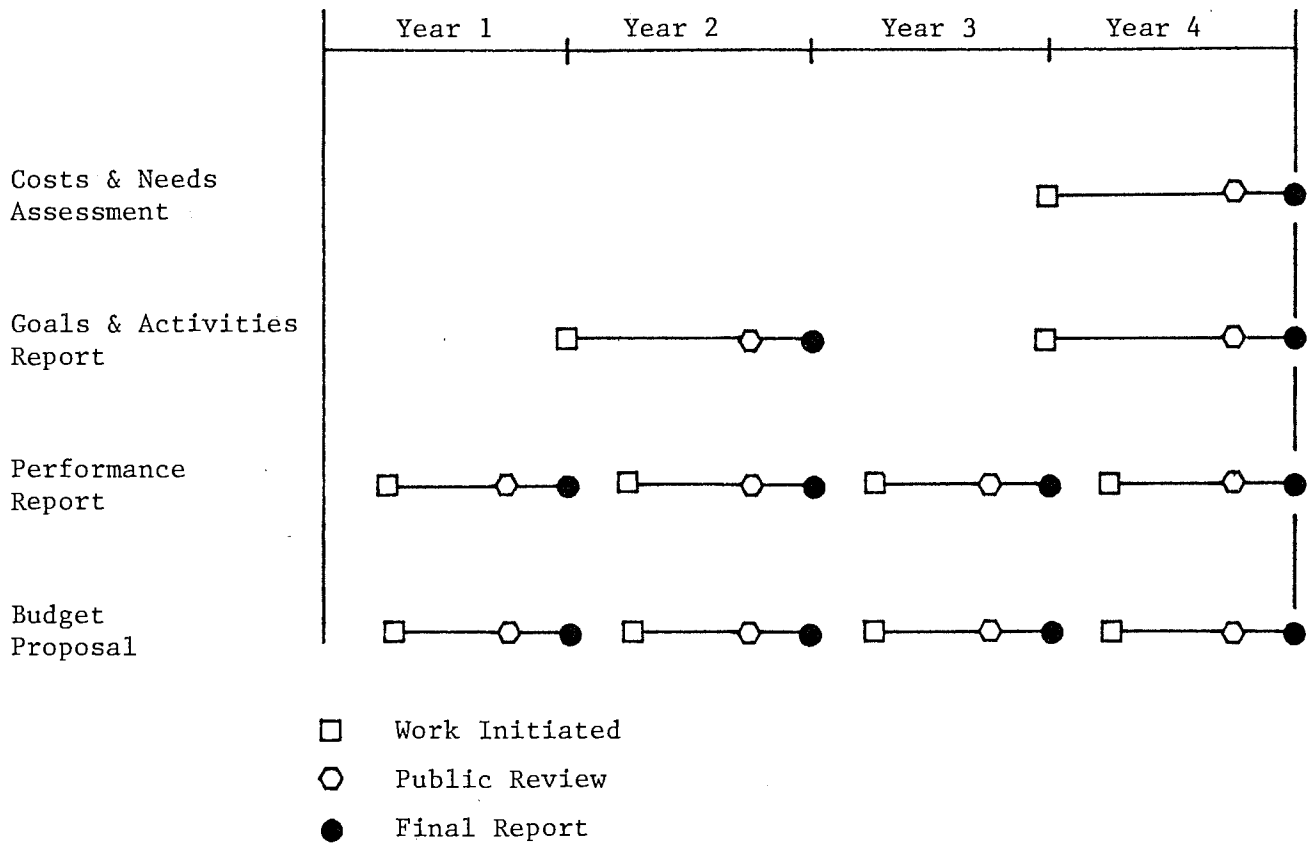 Year 1 Year 2 Year 3 Year 4
Costs & Needs
Assessment
Goals & Activities
Report
Performance
Report
Budget
Proposal
Work Initiated
Public Review
Final Report